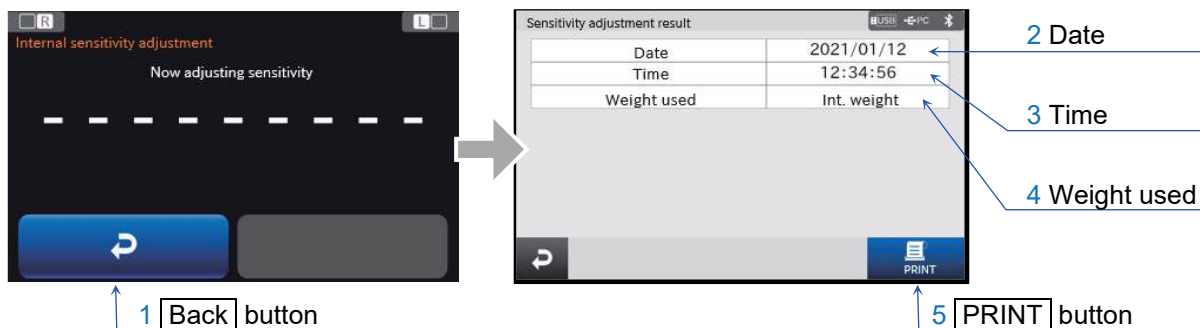 R
L
Internal sensitivity adjustment
Now adjusting sensitivity
1 Back button
Sensitivity adjustment result
USB PC
Date 2021/01/12
Time 12:34:56
Weight used Int. weight
PRINT
2 Date
3 Time
4 Weight used
5 PRINT button